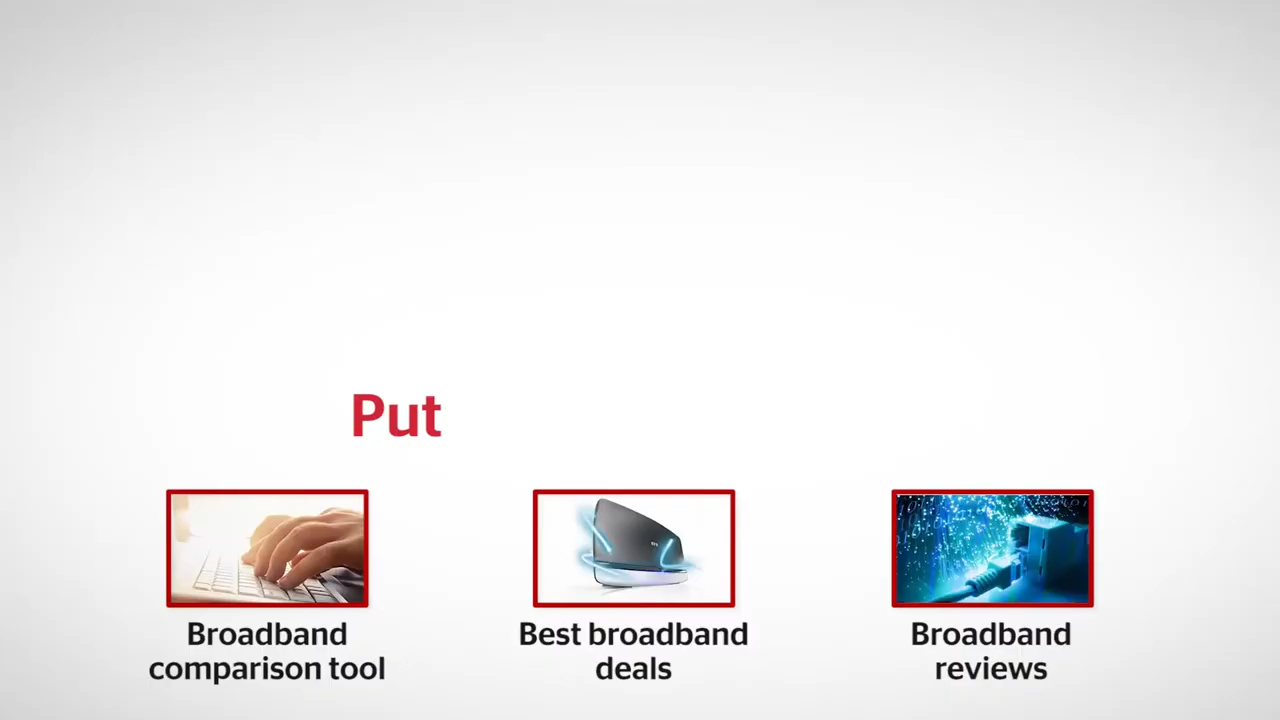 Put
Broadband
comparison tool
Best broadband
deals
Broadband
reviews